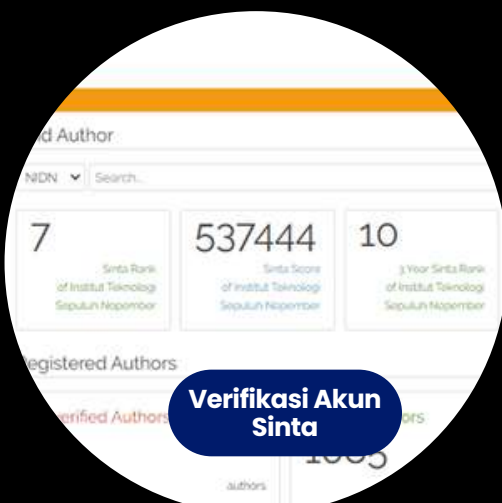 d Author
NIDN Search...
7
Sinta Rank
of Institut Teknologi
Sepuluh Nopember
537444
Sinta Score
of Institut Teknologi
Sepuluh Nopember
10
3 Year Sinta Rank
of Institut Teknologi
Sepuluh Nopember
egistered Authors
erified Authors
ors
Verifikasi Akun
Sinta
authors